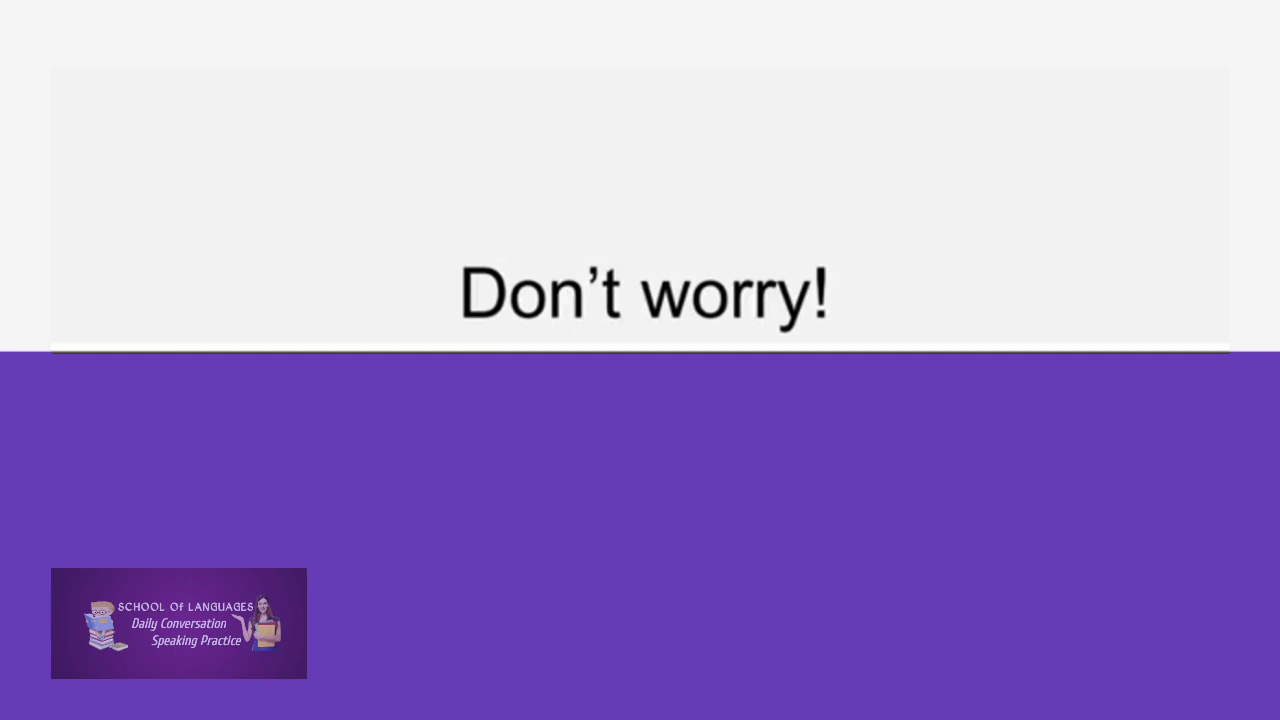 Don’t worry!
SCHOOL Of LANGUAGES
Daily Conversation
Speaking Practice